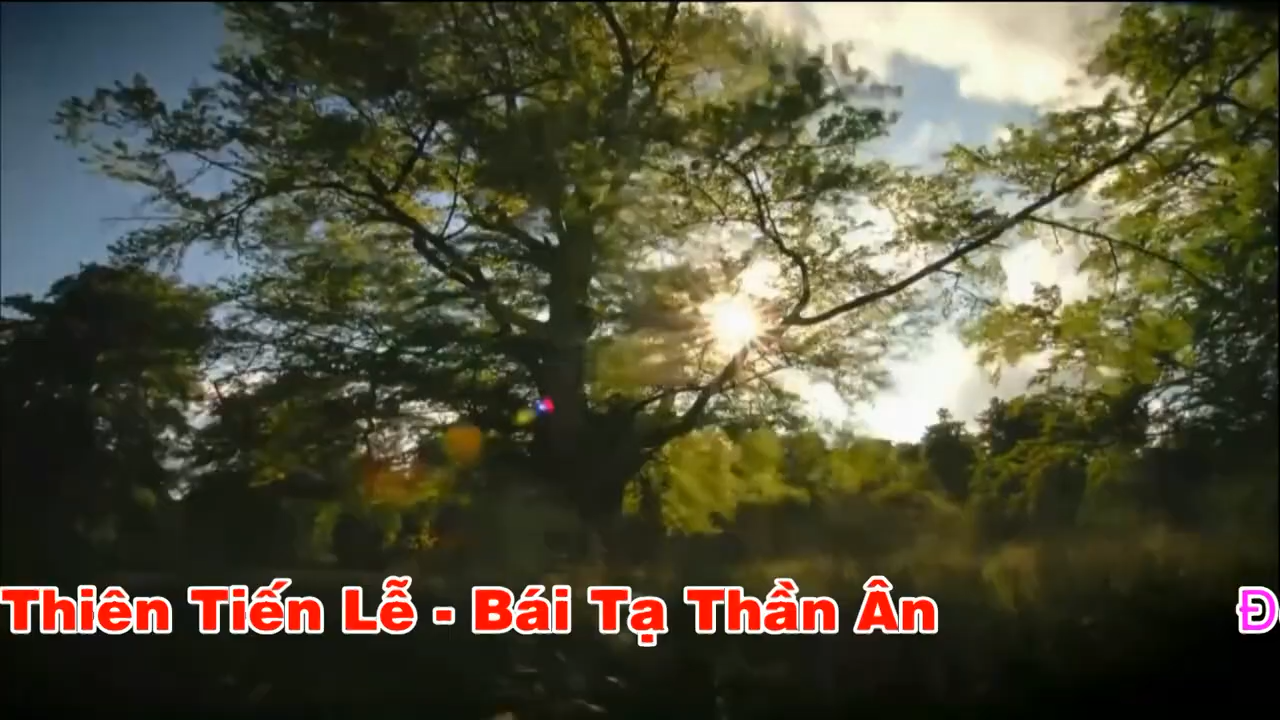 Thiên Tiến Lễ - Bái Tạ Thần Ân Đ